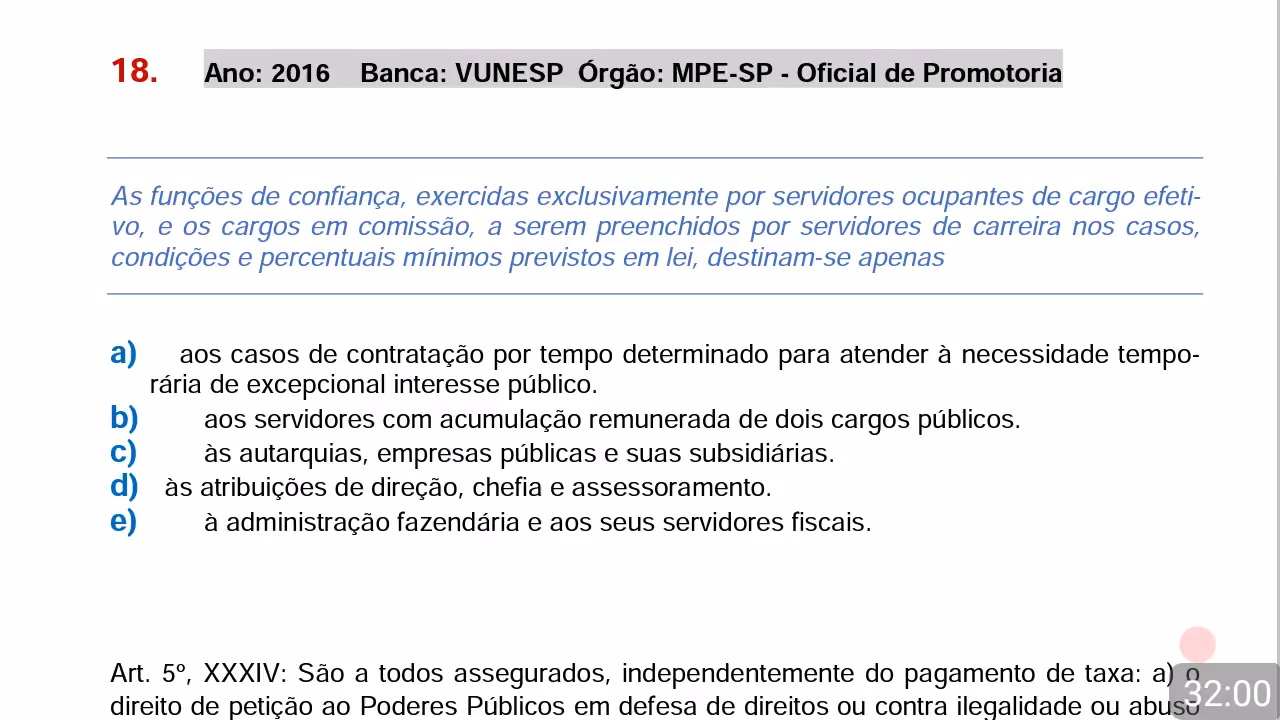 18. Ano: 2016 Banca: VUNESP Órgão: MPE-SP - Oficial de Promotoria
As funções de confiança, exercidas exclusivamente por servidores ocupantes de cargo efeti-
vo, e os cargos em comissão, a serem preenchidos por servidores de carreira nos casos,
condições e percentuais mínimos previstos em lei, destinam-se apenas
a) aos casos de contratação por tempo determinado para atender à necessidade tempo-
rária de excepcional interesse público.
b) aos servidores com acumulação remunerada de dois cargos públicos.
c) às autarquias, empresas públicas e suas subsidiárias.
d) às atribuições de direção, chefia e assessoramento.
e) à administração fazendária e aos seus servidores fiscais.
Art. 5º, XXXIV: São a todos assegurados, independentemente do pagamento de taxa: a) o
direito de petição ao Poderes Públicos em defesa de direitos ou contra ilegalidade ou abuso
32:00